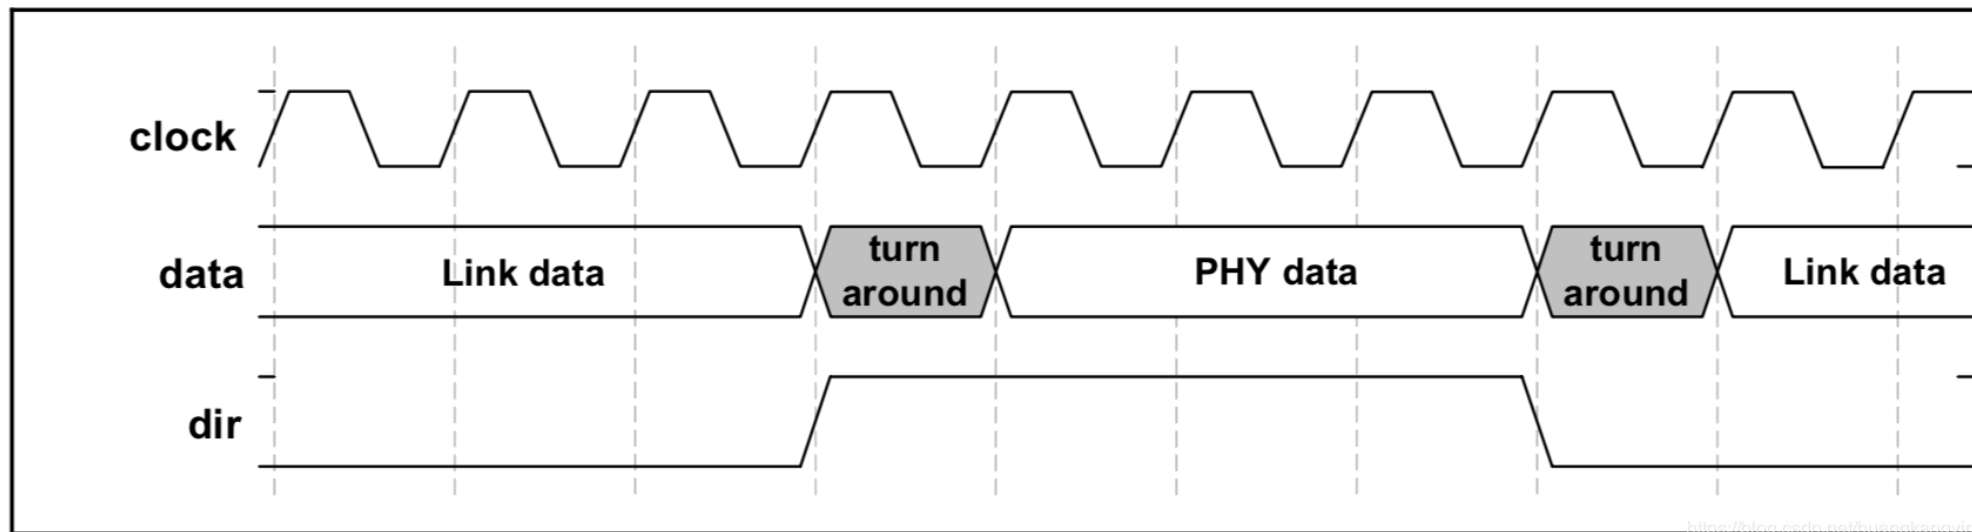 clock
data
Link data
turn
around
PHY data
turn
around
Link data
dir